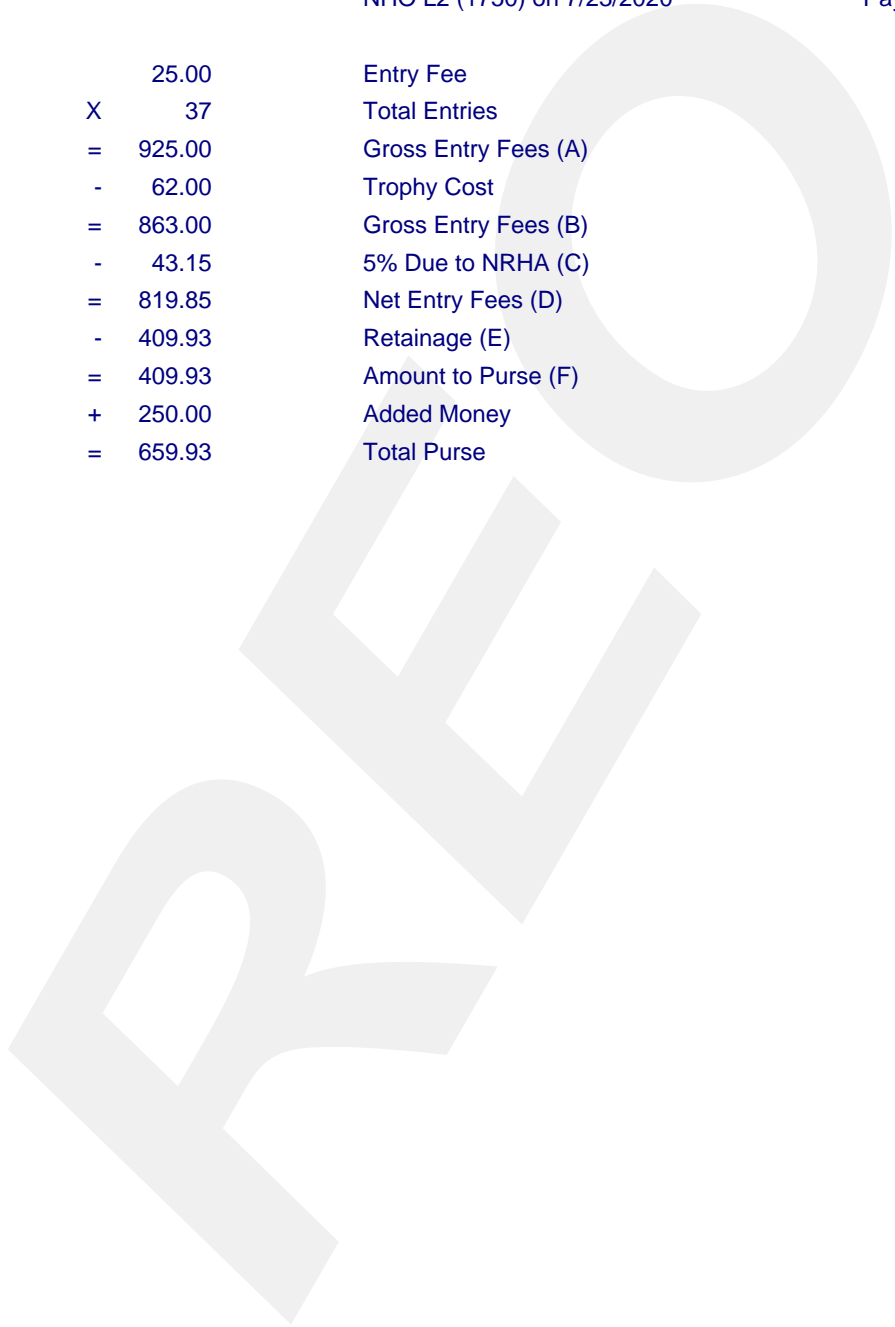 25.00 Entry Fee
X 37 Total Entries
= 925.00 Gross Entry Fees (A)
- 62.00 Trophy Cost
= 863.00 Gross Entry Fees (B)
- 43.15 5% Due to NRHA (C)
= 819.85 Net Entry Fees (D)
- 409.93 Retainage (E)
= 409.93 Amount to Purse (F)
+ 250.00 Added Money
= 659.93 Total Purse
REO